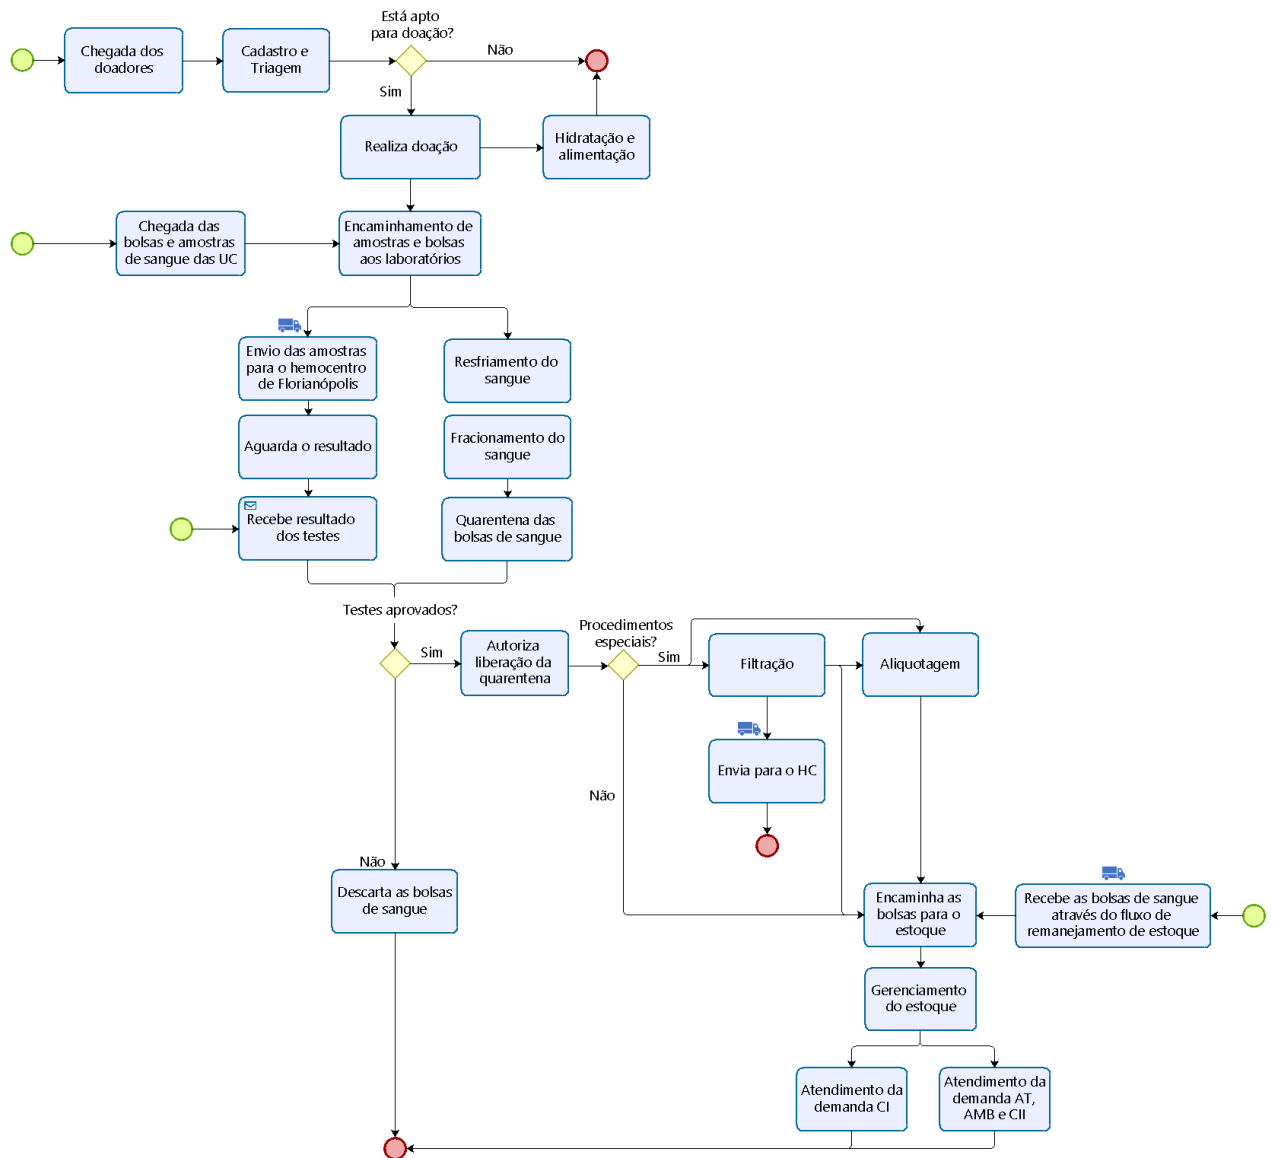 Está apto
para doação?
Chegada dos
doadores
Cadastro e
Triagem
Não
Sim
Realiza doação
Hidratação e
alimentação
Chegada das
bolsas e amostras
de sangue das UC
Encaminhamento de
amostras e bolsas
aos laboratórios
Envio das amostras
para o hemocentro
de Florianópolis
Resfriamento do
sangue
Aguarda o resultado
Fracionamento do
sangue
Recebe resultado
dos testes
Quarentena das
bolsas de sangue
Testes aprovados?
Sim
Autoriza
liberação da
quarentena
Procedimentos
especiais?
Sim
Filtração
Aliquotagem
Envia para o HC
Não
Não
Descarta as bolsas
de sangue
Encaminha as
bolsas para o
estoque
Recebe as bolsas de sangue
através do fluxo de
remanejamento de estoque
Gerenciamento
do estoque
Atendimento da
demanda CI
Atendimento da
demanda AT,
AMB e CII